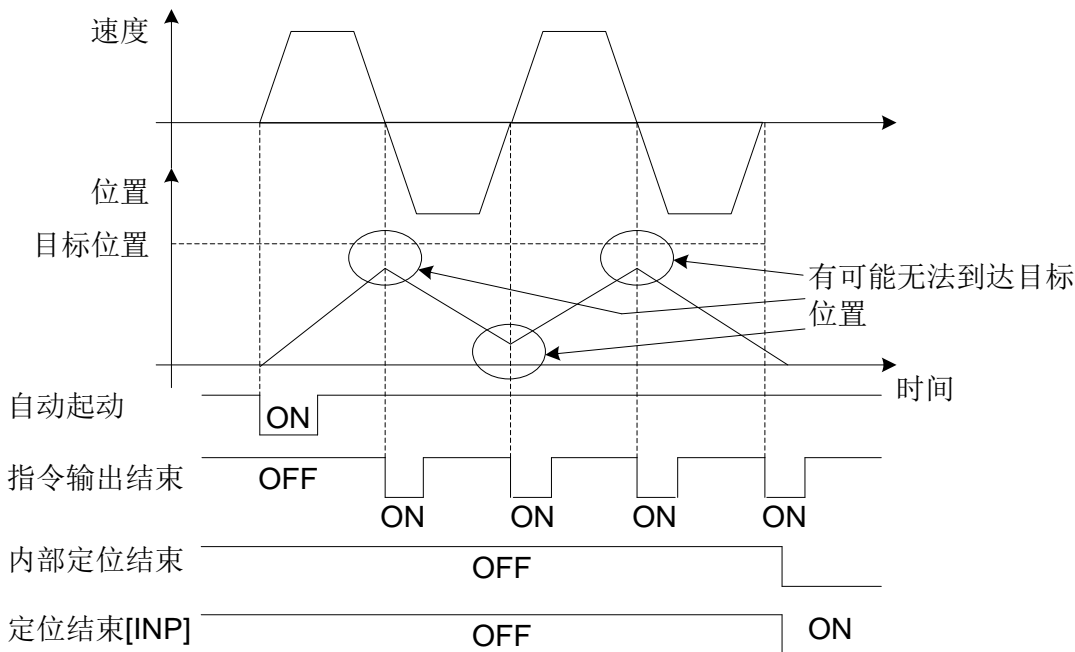 速度
位置
目标位置
有可能无法到达目标
位置
时间
自动起动
ON
指令输出结束
OFF
ON
ON
ON
ON
内部定位结束
OFF
定位结束[INP]
OFF
ON